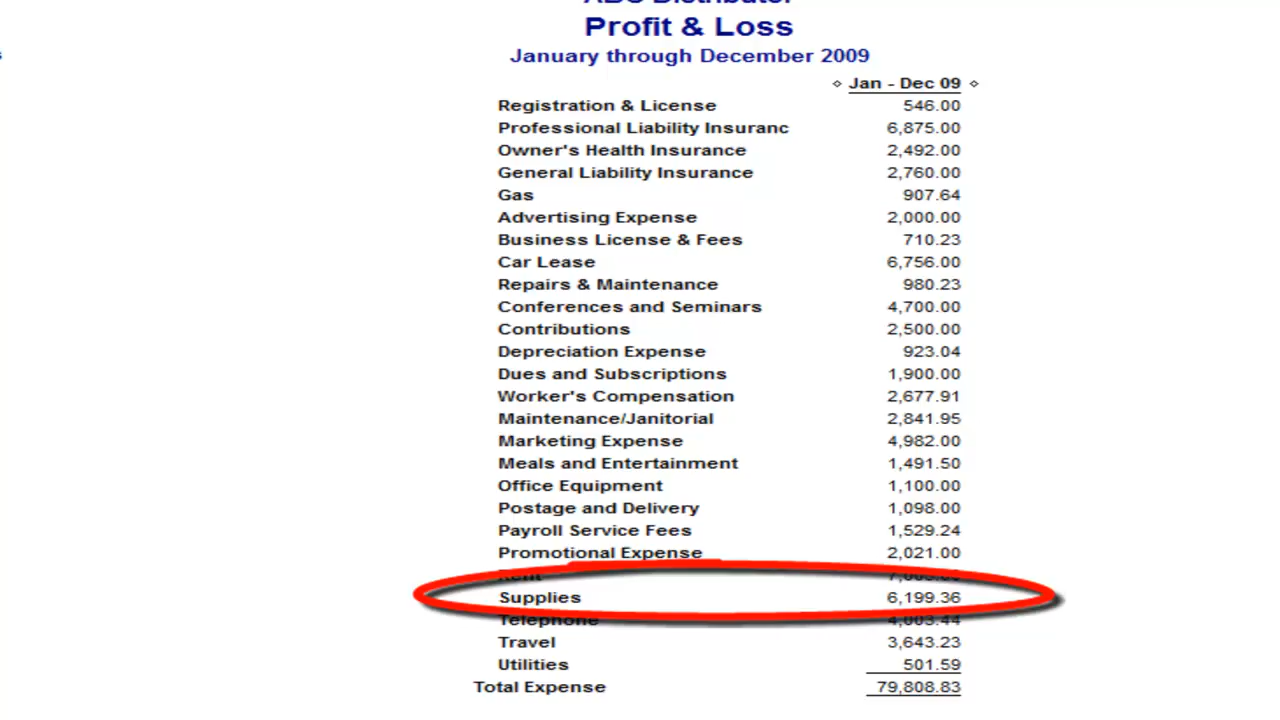 ABC Distributor
Profit & Loss
January through December 2009
Jan - Dec 09
Registration & License 546.00
Professional Liability Insuranc 6,875.00
Owner's Health Insurance 2,492.00
General Liability Insurance 2,760.00
Gas 907.64
Advertising Expense 2,000.00
Business License & Fees 710.23
Car Lease 6,756.00
Repairs & Maintenance 980.23
Conferences and Seminars 4,700.00
Contributions 2,500.00
Depreciation Expense 923.04
Dues and Subscriptions 1,900.00
Worker's Compensation 2,677.91
Maintenance/Janitorial 2,841.95
Marketing Expense 4,982.00
Meals and Entertainment 1,491.50
Office Equipment 1,100.00
Postage and Delivery 1,098.00
Payroll Service Fees 1,529.24
Promotional Expense 2,021.00
Rent
Supplies 6,199.36
Telephone 4,003.44
Travel 3,643.23
Utilities 501.59
Total Expense 79,808.83